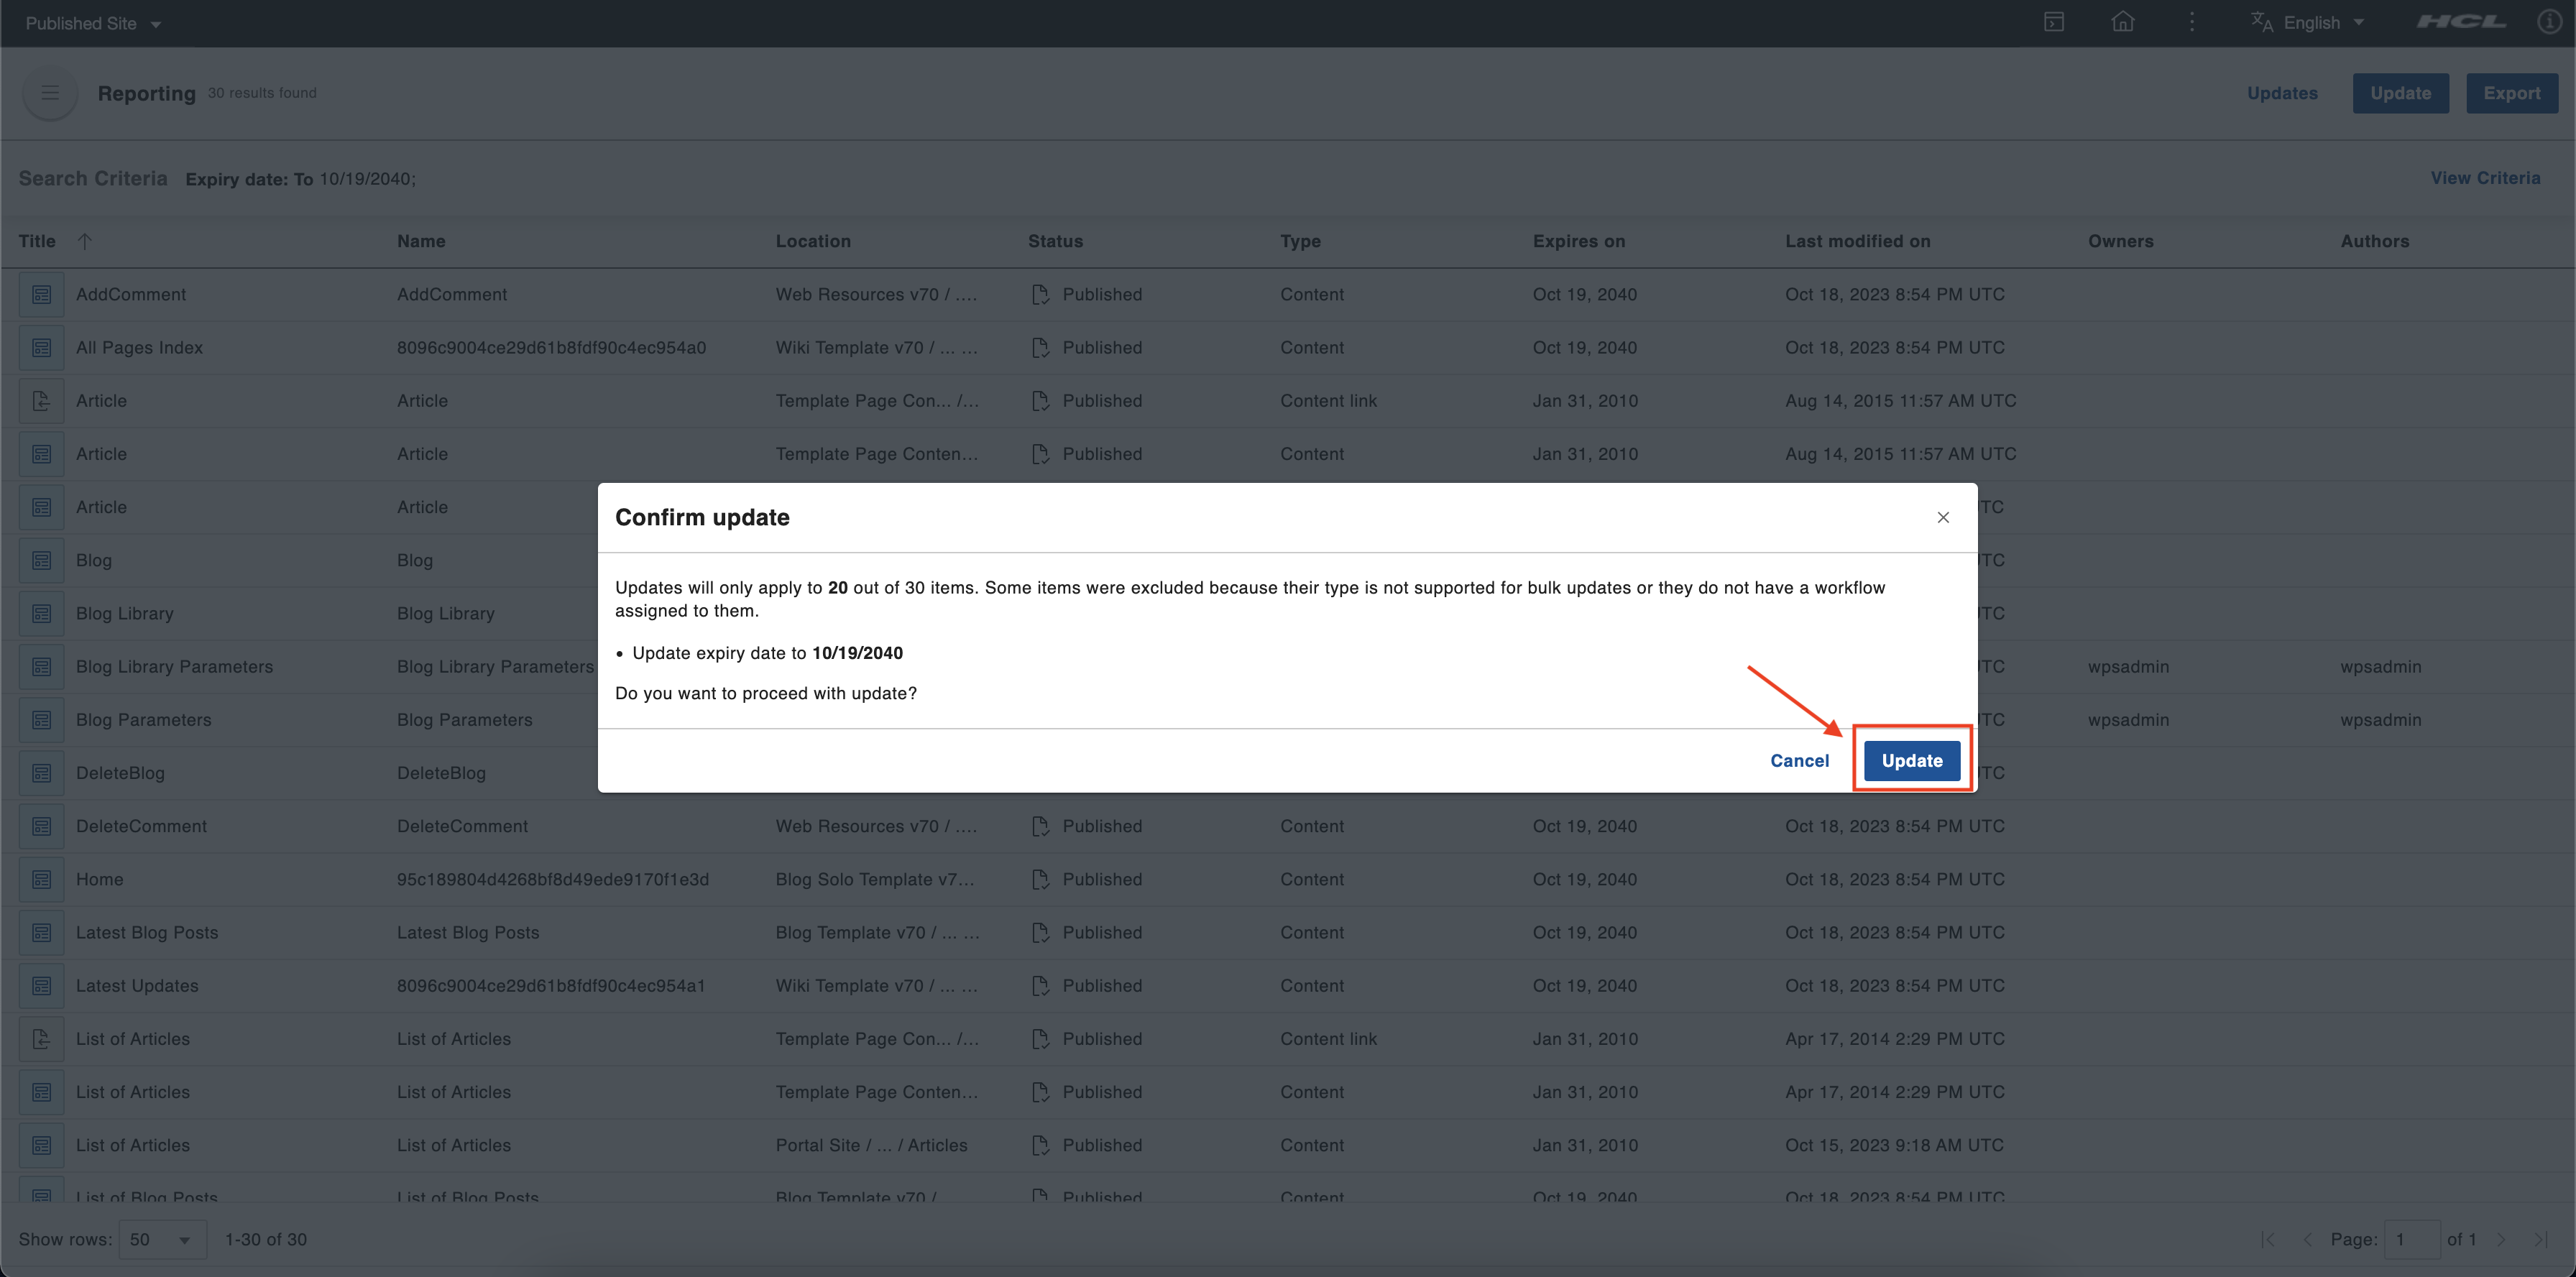 Published Site
English
HCL
Reporting 30 results found
Updates Update Export
Search Criteria Expiry date: To 10/19/2040;
View Criteria
Title Name Location Status Type Expires on Last modified on Owners Authors
AddComment AddComment Web Resources v70 / .... Published Content Oct 19, 2040 Oct 18, 2023 8:54 PM UTC
All Pages Index 8096c9004ce29d61b8fdf90c4ec954a0 Wiki Template v70 / ... ... Published Content Oct 19, 2040 Oct 18, 2023 8:54 PM UTC
Article Article Template Page Con... /... Published Content link Jan 31, 2010 Aug 14, 2015 11:57 AM UTC
Article Article Template Page Conten... Published Content Jan 31, 2010 Aug 14, 2015 11:57 AM UTC
Article Article TC
Blog Blog TC
Blog Library Blog Library TC
Blog Library Parameters Blog Library Parameters TC wpsadmin wpsadmin
Blog Parameters Blog Parameters TC wpsadmin wpsadmin
DeleteBlog DeleteBlog TC
Confirm update
Updates will only apply to 20 out of 30 items. Some items were excluded because their type is not supported for bulk updates or they do not have a workflow
assigned to them.
• Update expiry date to 10/19/2040
Do you want to proceed with update?
Cancel Update
DeleteComment DeleteComment Web Resources v70 / .... Published Content Oct 19, 2040 Oct 18, 2023 8:54 PM UTC
Home 95c189804d4268bf8d49ede9170f1e3d Blog Solo Template v7... Published Content Oct 19, 2040 Oct 18, 2023 8:54 PM UTC
Latest Blog Posts Latest Blog Posts Blog Template v70 / ... ... Published Content Oct 19, 2040 Oct 18, 2023 8:54 PM UTC
Latest Updates 8096c9004ce29d61b8fdf90c4ec954a1 Wiki Template v70 / ... ... Published Content Oct 19, 2040 Oct 18, 2023 8:54 PM UTC
List of Articles List of Articles Template Page Con... /... Published Content link Jan 31, 2010 Apr 17, 2014 2:29 PM UTC
List of Articles List of Articles Template Page Conten... Published Content Jan 31, 2010 Apr 17, 2014 2:29 PM UTC
List of Articles List of Articles Portal Site / ... / Articles Published Content Jan 31, 2010 Oct 15, 2023 9:18 AM UTC
List of Blog Posts List of Blog Posts Blog Template v70 / Published Content Oct 19, 2040 Oct 18, 2023 8:54 PM UTC
Show rows: 50 1-30 of 30
Page: 1 of 1